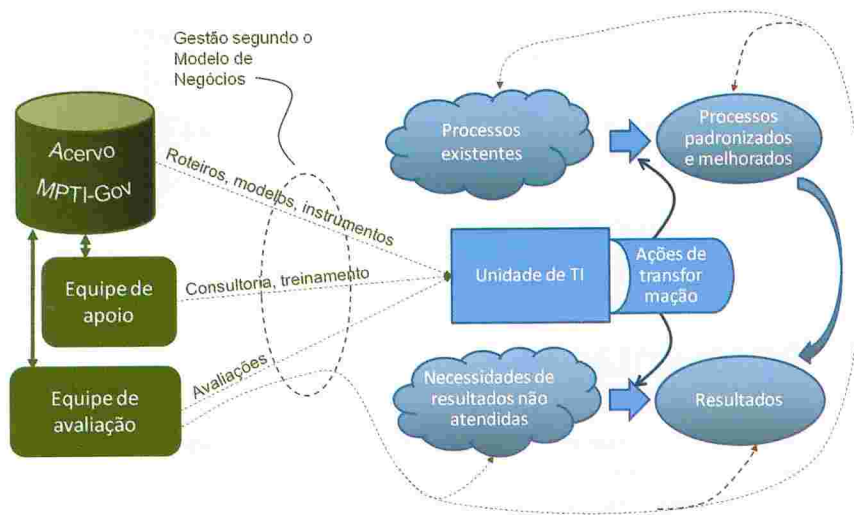 Gestão segundo o
Modelo de
Negócios
Acervo
MPTI-Gov
Roteiros, modelos, instrumentos
Equipe de
apoio
Consultoria, treinamento
Equipe de
avaliação
Avaliações
Processos
existentes
Processos
padronizados
e melhorados
Unidade de TI
Ações de
transfor
mação
Necessidades de
resultados não
atendidas
Resultados